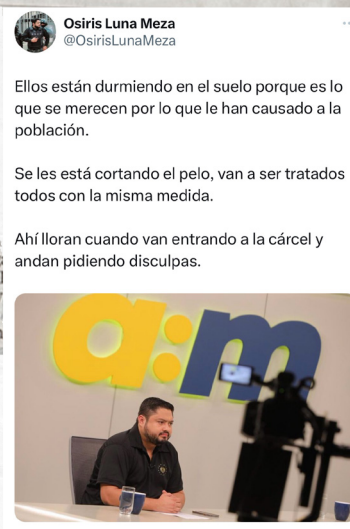 Osiris Luna Meza
@OsirisLunaMeza
Ellos están durmiendo en el suelo porque es lo
que se merecen por lo que le han causado a la
población.
Se les está cortando el pelo, van a ser tratados
todos con la misma medida.
Ahí lloran cuando van entrando a la cárcel y
andan pidiendo disculpas.
a:m